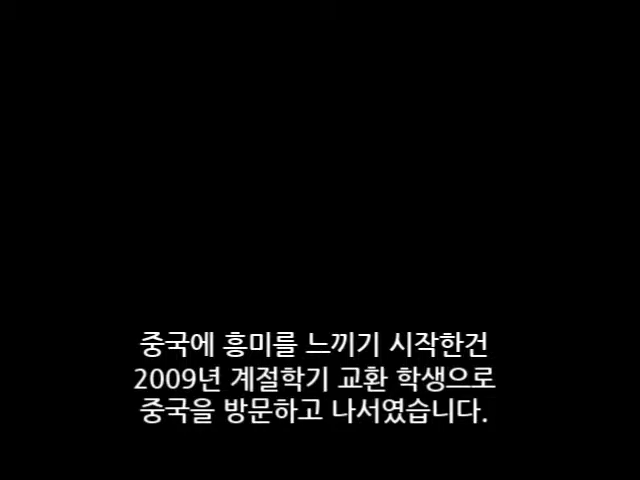 중국에 흥미를 느끼기 시작한건
2009년 계절학기 교환 학생으로
중국을 방문하고 나서였습니다.